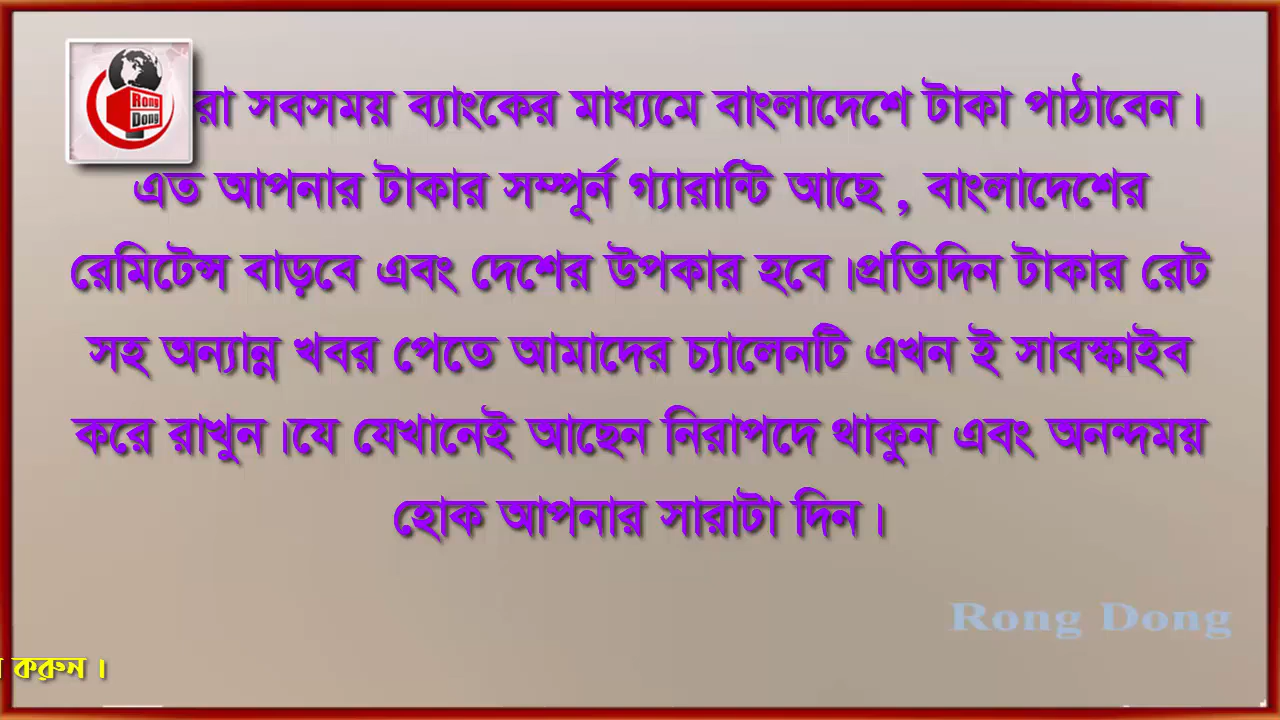 Rong
Dong
রা সবসময় ব্যাংকের মাধ্যমে বাংলাদেশে টাকা পাঠাবেন।
এত আপনার টাকার সম্পূর্ন গ্যারান্টি আছে , বাংলাদেশের
রেমিটেন্স বাড়বে এবং দেশের উপকার হবে।প্রতিদিন টাকার রেট
সহ অন্যান্ন খবর পেতে আমাদের চ্যালেনটি এখন ই সাবস্কাইব
করে রাখুন।যে যেখানেই আছেন নিরাপদে থাকুন এবং অনন্দময়
হোক আপনার সারাটা দিন।
Rong Dong
করুন।